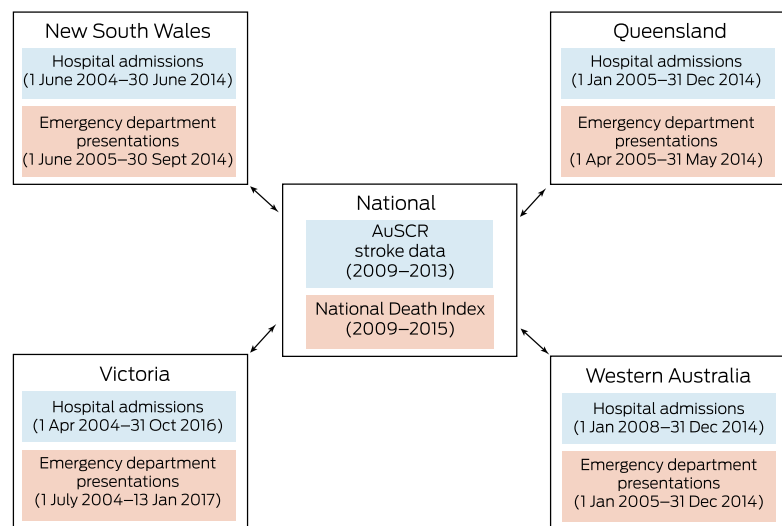 New South Wales
Hospital admissions
(1 June 2004–30 June 2014)
Emergency department
presentations
(1 June 2005–30 Sept 2014)
Queensland
Hospital admissions
(1 Jan 2005–31 Dec 2014)
Emergency department
presentations
(1 Apr 2005–31 May 2014)
National
AuSCR
stroke data
(2009–2013)
National Death Index
(2009–2015)
Victoria
Hospital admissions
(1 Apr 2004–31 Oct 2016)
Emergency department
presentations
(1 July 2004–13 Jan 2017)
Western Australia
Hospital admissions
(1 Jan 2008–31 Dec 2014)
Emergency department
presentations
(1 Jan 2005–31 Dec 2014)